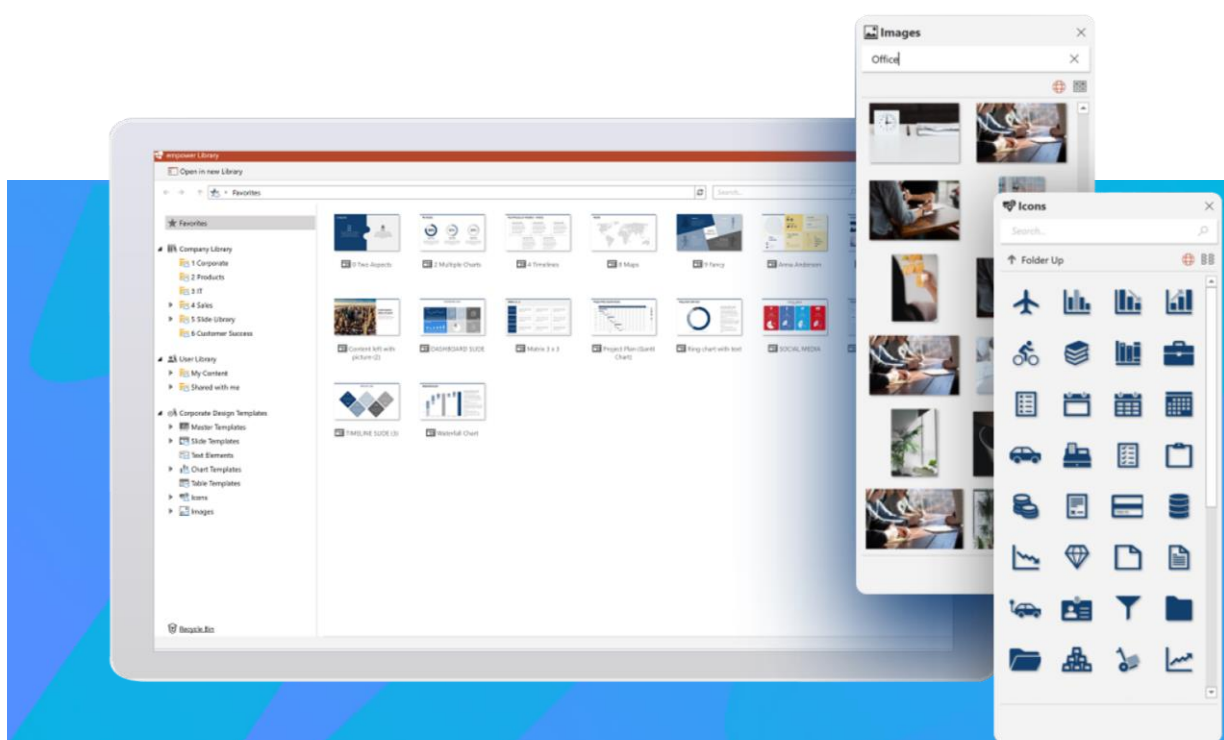 empower Library
Open in new Library
Favorites
Search...
Favorites
Company Library
1 Corporate
2 Products
3 IT
4 Sales
5 Slide Library
6 Customer Success
User Library
My Content
Shared with me
Corporate Design Templates
Master Templates
Slide Templates
Text Elements
Chart Templates
Table Templates
Icons
Images
Recycle Bin
0 Two Aspects
2 Multiple Charts
4 Timelines
8 Maps
9 Fancy
Anna Anderson
Content left with
picture (2)
DASHBOARD SLIDE
Matrix 3 x 3
Project Plan (Gantt
Chart)
Ring chart with text
SOCIAL MEDIA
TIMELINE SLIDE (3)
Waterfall Chart
Images
Office
Icons
Search...
Folder Up